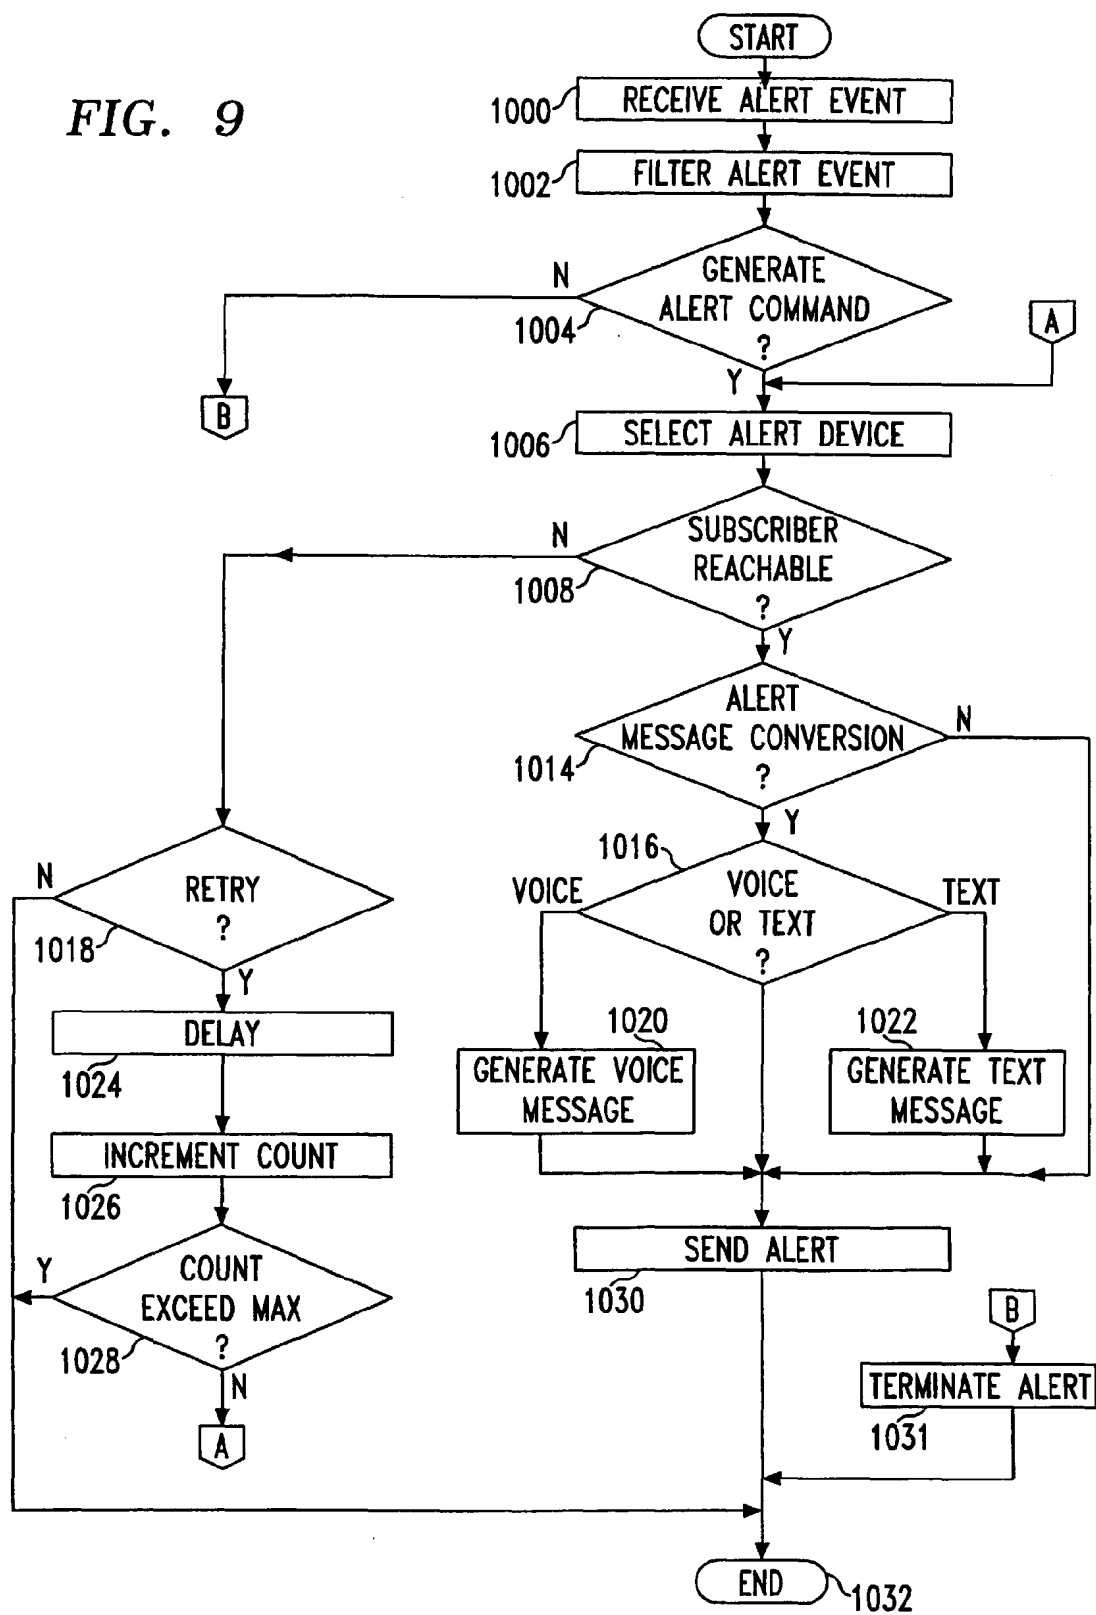 FIG. 9
START
1000
RECEIVE ALERT EVENT
1002
FILTER ALERT EVENT
N
GENERATE
ALERT COMMAND
?
1004
A
Y
B
1006
SELECT ALERT DEVICE
N
SUBSCRIBER
REACHABLE
?
1008
Y
ALERT
MESSAGE CONVERSION
?
N
1014
Y
1016
VOICE
VOICE
OR TEXT
?
TEXT
N
RETRY
?
1018
Y
DELAY
1024
1020
GENERATE VOICE
MESSAGE
1022
GENERATE TEXT
MESSAGE
INCREMENT COUNT
1026
Y
COUNT
EXCEED MAX
?
1028
N
A
SEND ALERT
1030
B
TERMINATE ALERT
1031
END
1032